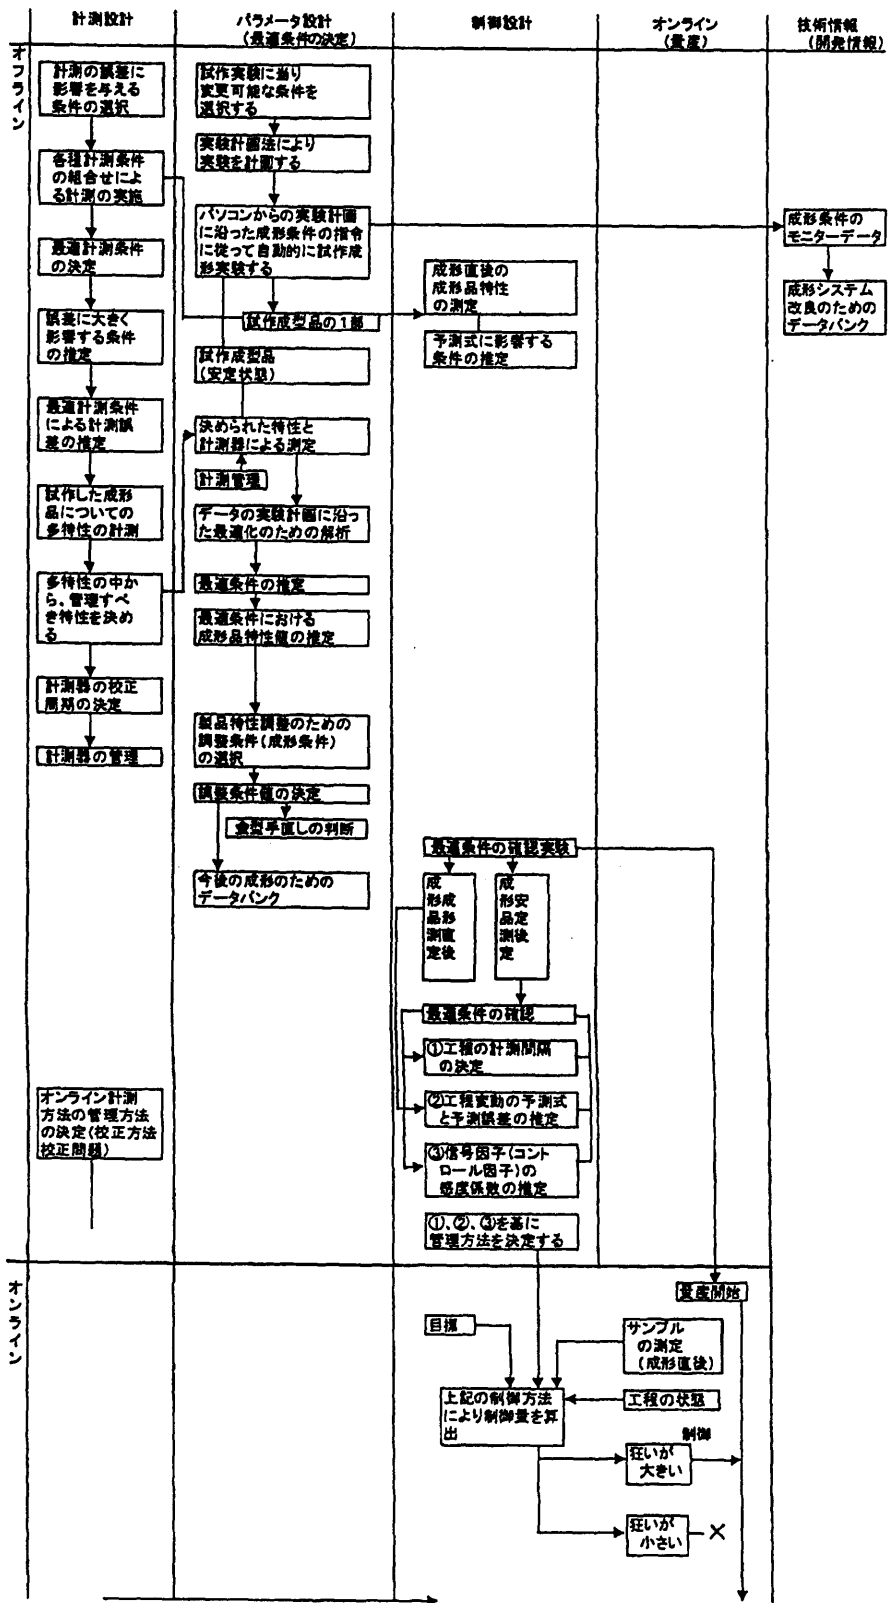 計測設計
パラメータ設計
(最適条件の決定)
制御設計
オンライン
(量産)
技術情報
(開発情報)
オフライン
計測の誤差に
影響を与える
条件の選択
各種計測条件
の組合せによ
る計測の実施
最適計測条件
の決定
誤差に大きく
影響する条件
の推定
最適計測条件
による計測誤
差の推定
試作した成形
品についての
多特性の計測
多特性の中か
ら、管理すべ
き特性を決め
る
計測器の校正
周期の決定
計測器の管理
オンライン計測
方法の管理方法
の決定(校正方法
校正問題)
試作実験に当り
変更可能な条件を
選択する
実験計画法により
実験を計画する
パソコンからの実験計画
に沿った成形条件の指令
に従って自動的に試作成
形実験する
試作成型品の1部
試作成型品
(安定状態)
決められた特性と
計測器による測定
計測管理
データの実験計画に沿っ
た最適化のための解析
最適条件の推定
最適条件における
成形品特性値の推定
製品特性調整のための
調整条件(成形条件)
の選択
調整条件値の決定
金型手直しの判断
今後の成形のための
データバンク
成形直後の
成形品特性
の測定
予測式に影響する
条件の推定
最適条件の確認実験
成形品測定
成形直後
成形品測定
安定後
最適条件の確認
①工程の計測間隔
の決定
②工程変動の予測式
と予測誤差の推定
③信号因子(コント
ロール因子)の
感度係数の推定
①、②、③を基に
管理方法を決定する
成形条件の
モニターデータ
成形システム
改良のための
データバンク
オンライン
量産開始
目標
サンプル
の測定
(成形直後)
上記の制御方法
により制御量を算
出
工程の状態
制御
狂いが
大きい
狂いが
小さい
×